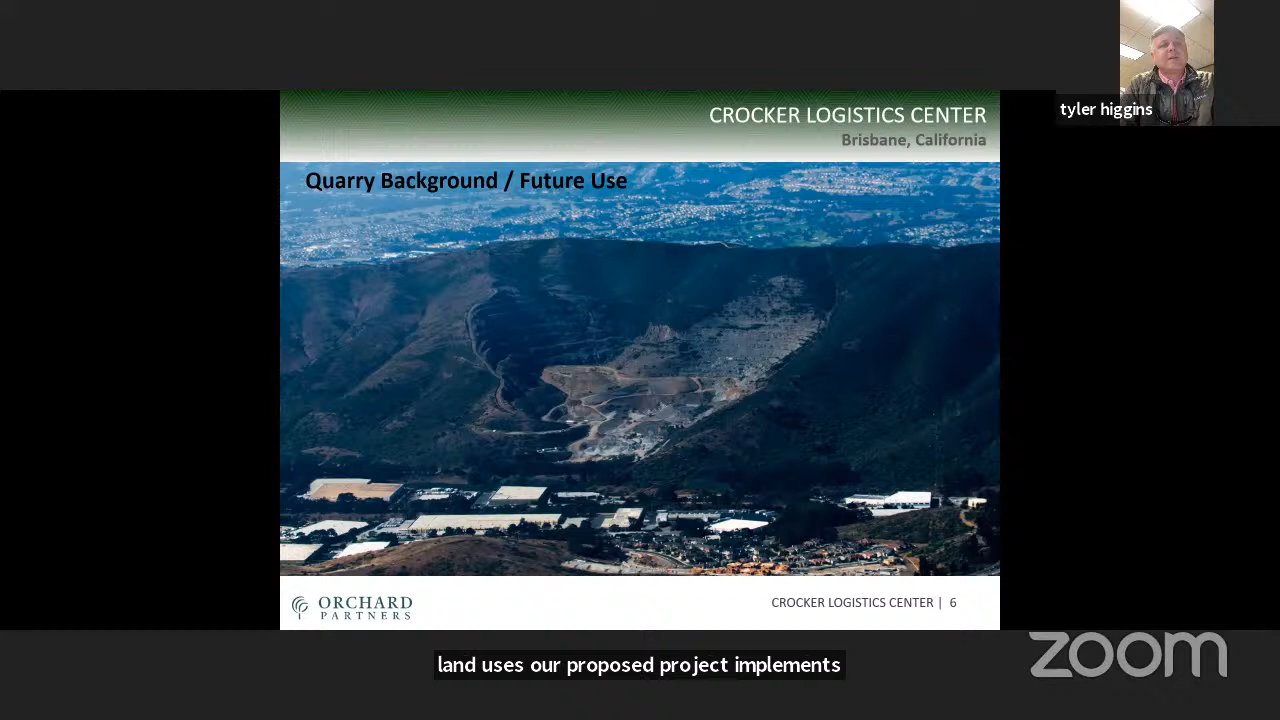 tyler higgins
CROCKER LOGISTICS CENTER
Brisbane, California
Quarry Background / Future Use
ORCHARD
PARTNERS
CROCKER LOGISTICS CENTER | 6
land uses our proposed project implements
zoom